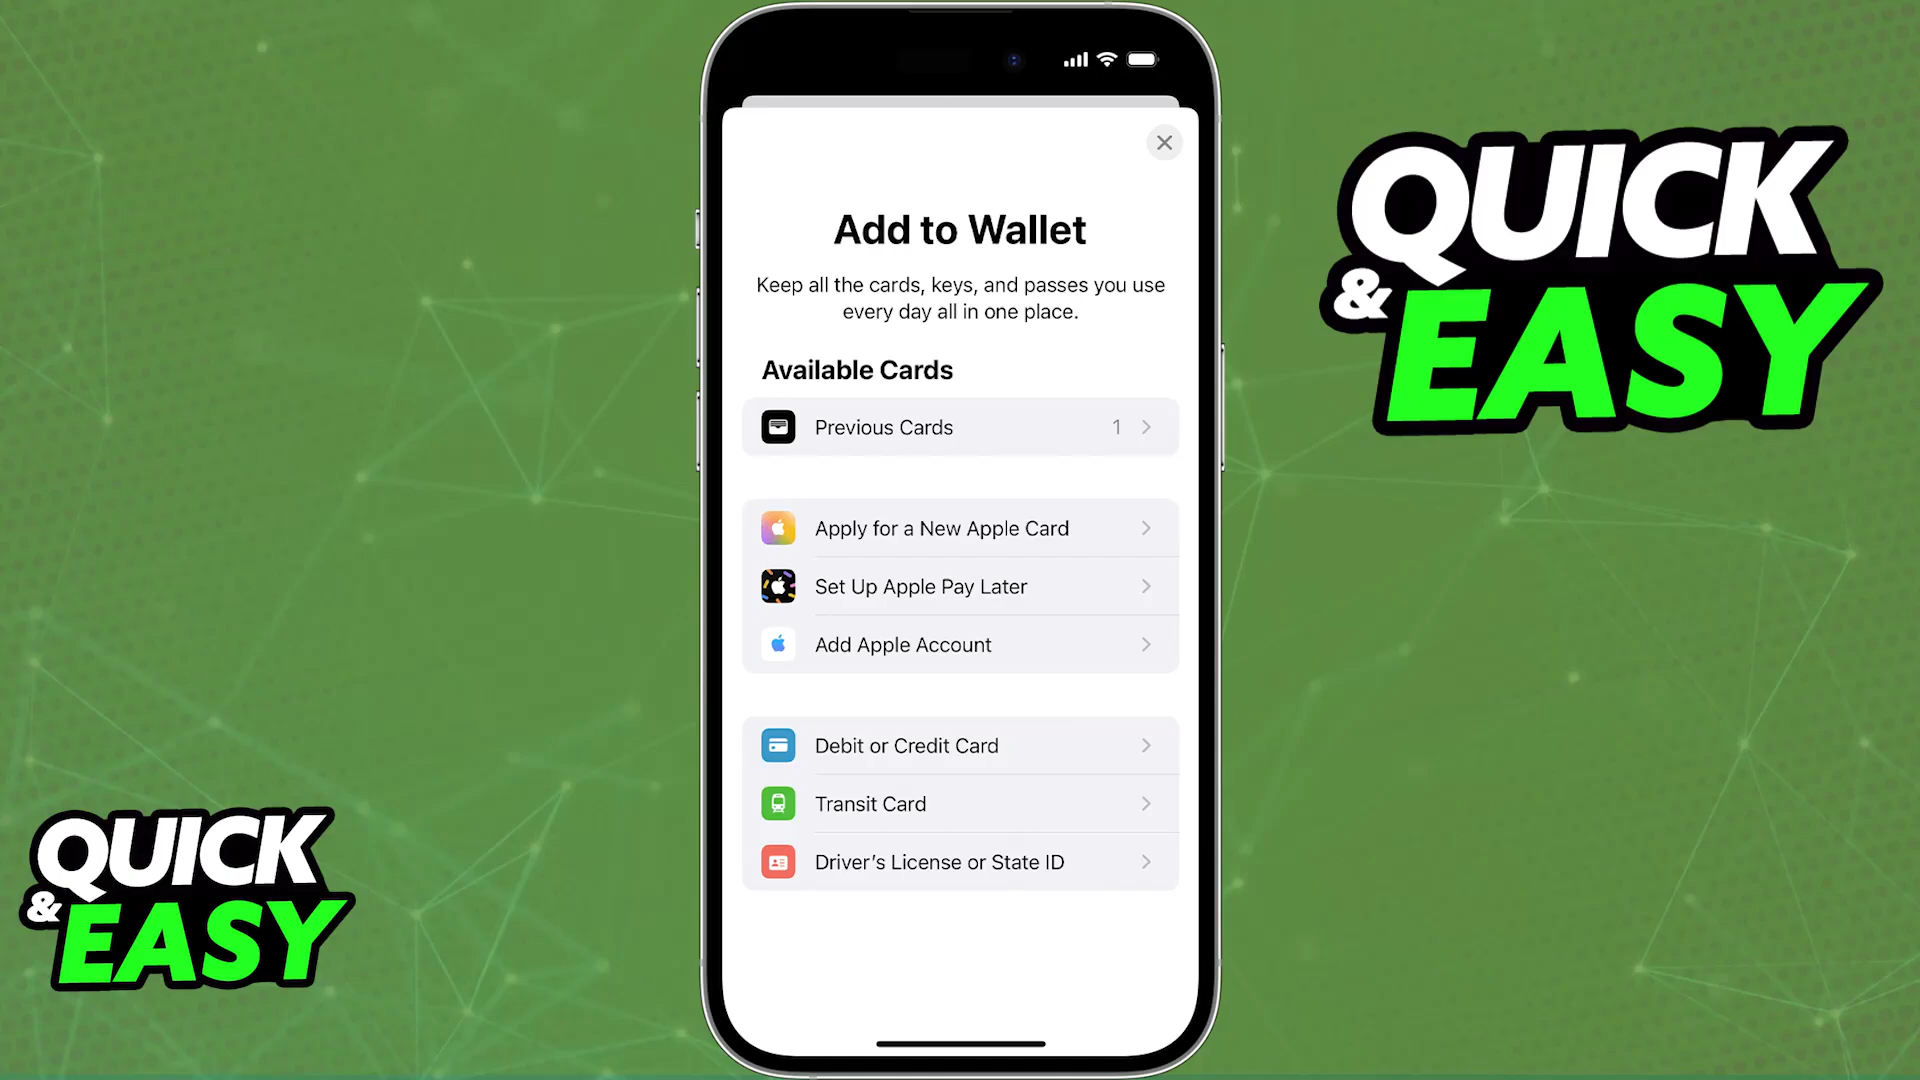 Add to Wallet
Keep all the cards, keys, and passes you use
every day all in one place.
Available Cards
Previous Cards 1
Apply for a New Apple Card
Set Up Apple Pay Later
Add Apple Account
Debit or Credit Card
Transit Card
Driver’s License or State ID
QUICK
& EASY
QUICK
& EASY